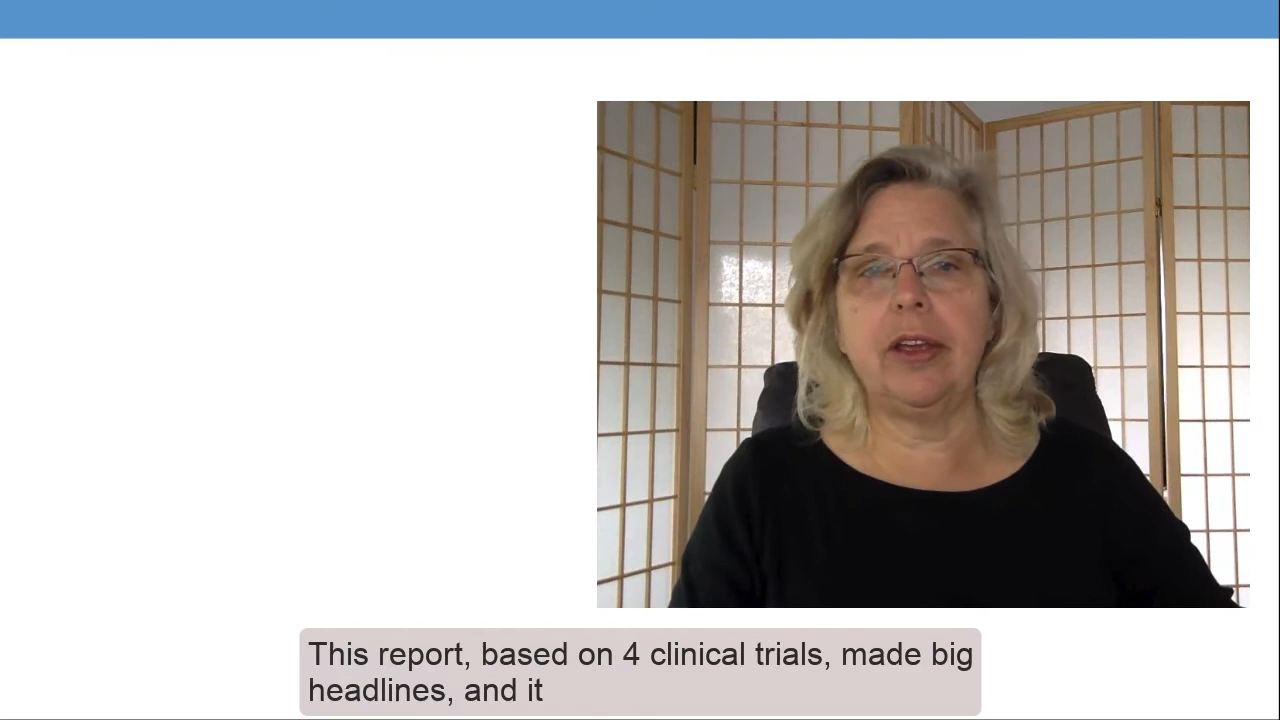 This report, based on 4 clinical trials, made big
headlines, and it